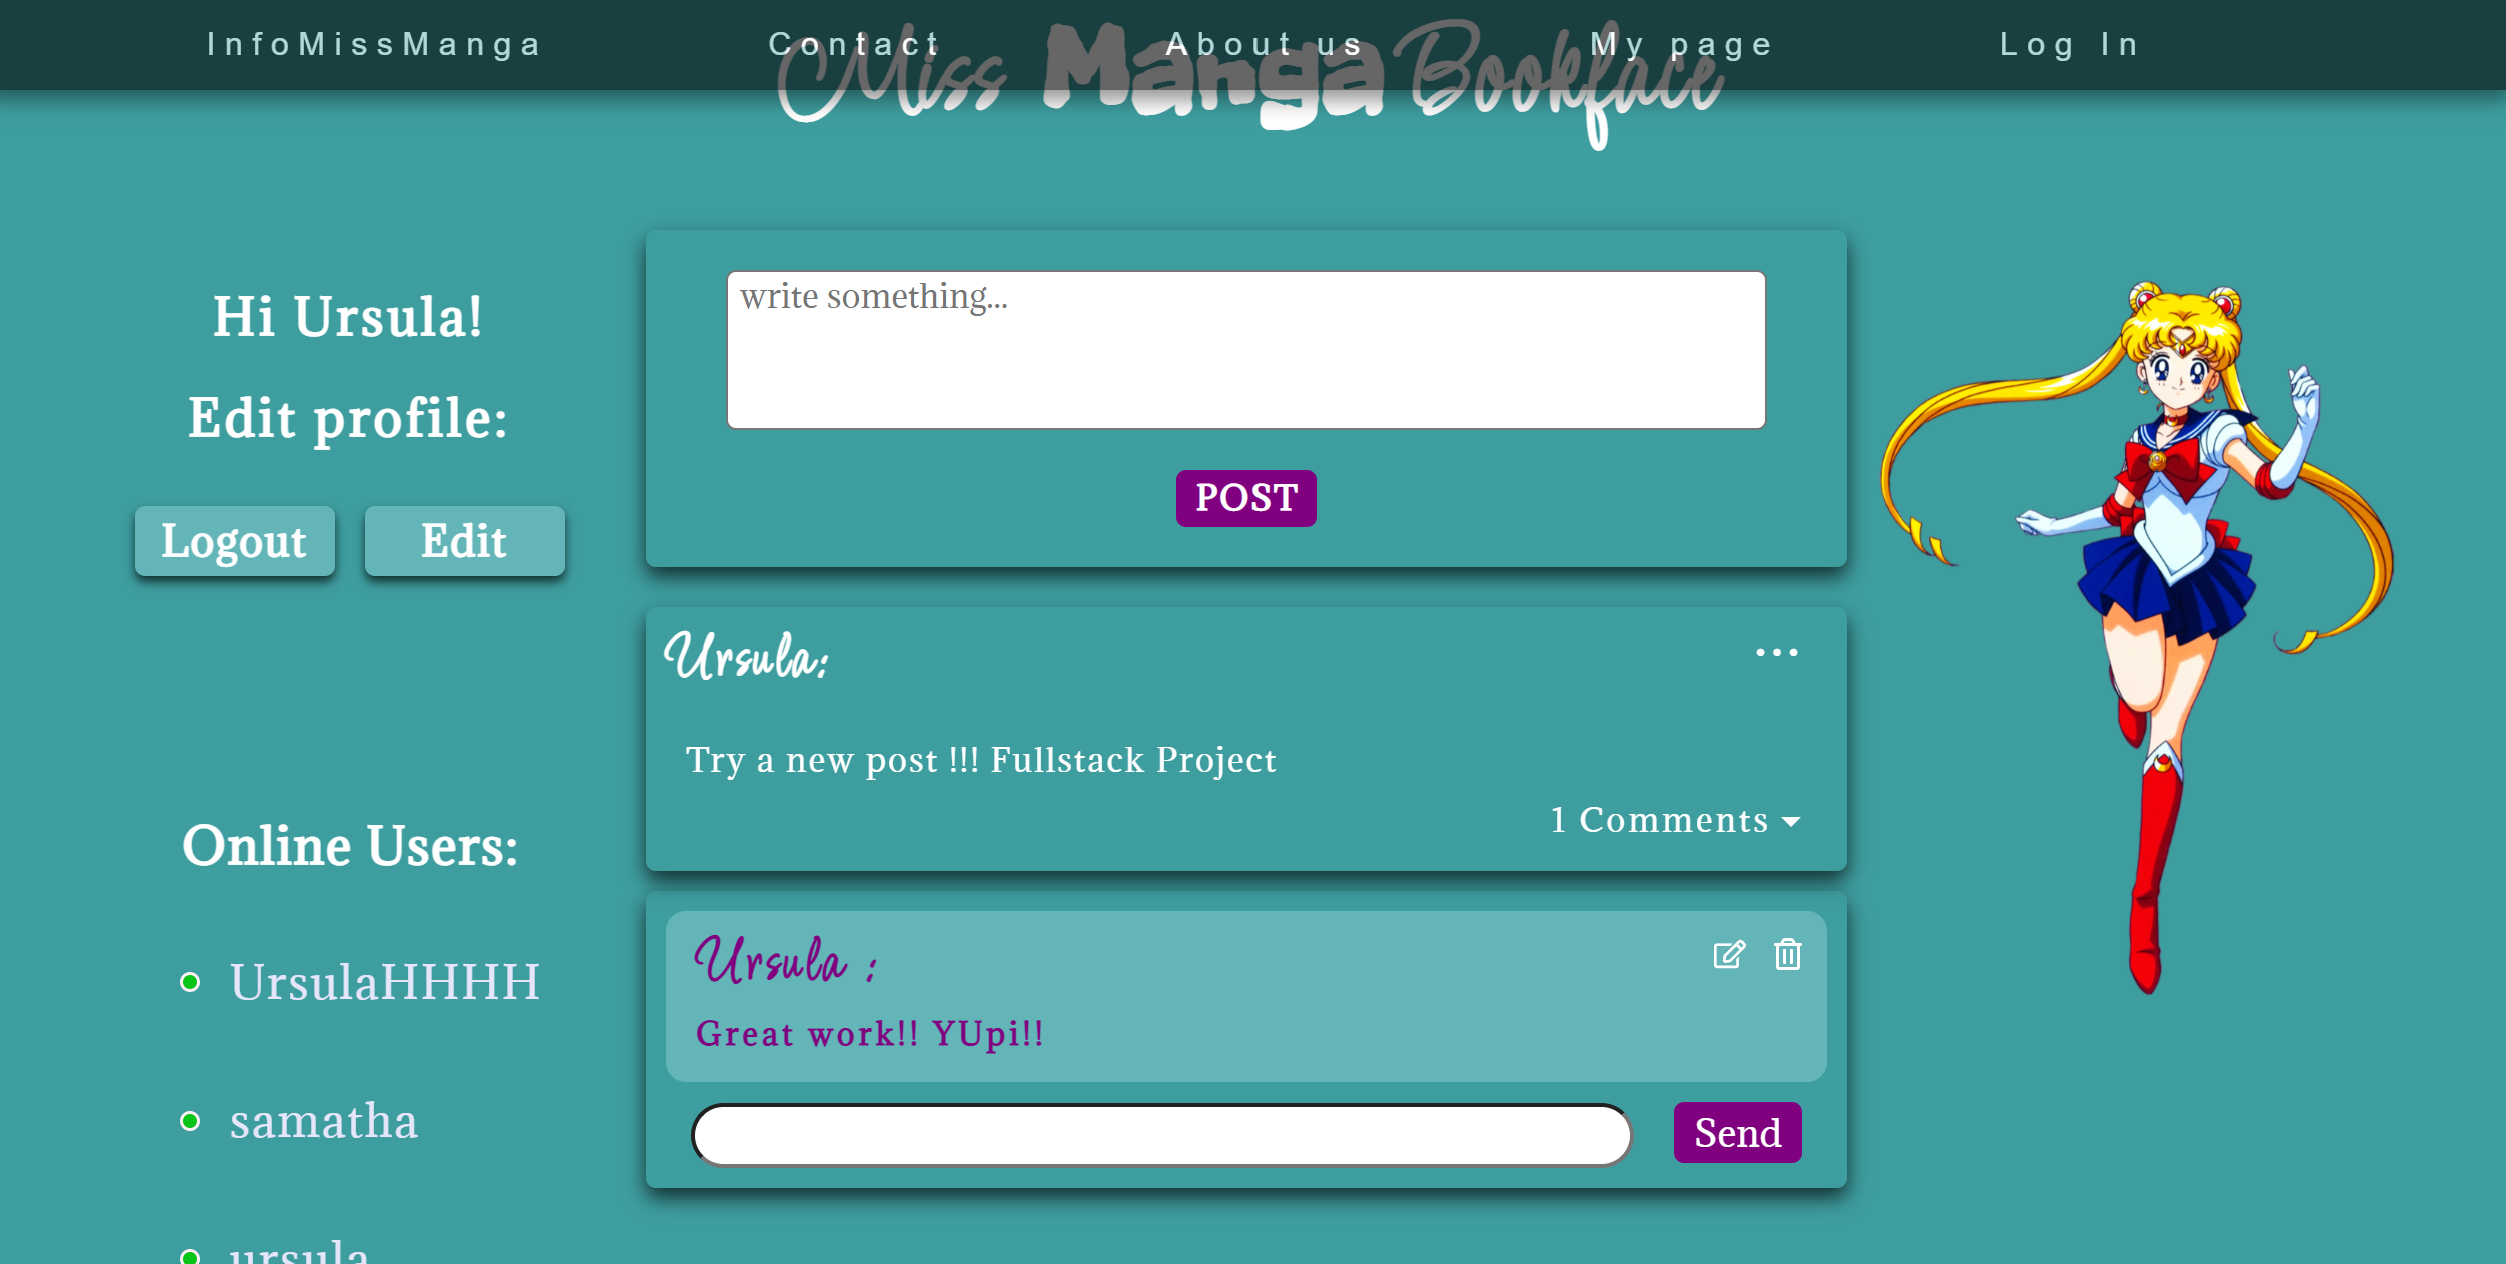 InfoMissManga Contact About us My page Log In
Miss Manga Bookface
Hi Ursula!
Edit profile:
Logout Edit
Online Users:
UrsulaHHHH
samatha
ursula
write something...
POST
Ursula:
Try a new post !!! Fullstack Project
1 Comments
Ursula :
Great work!! YUpi!!
Send